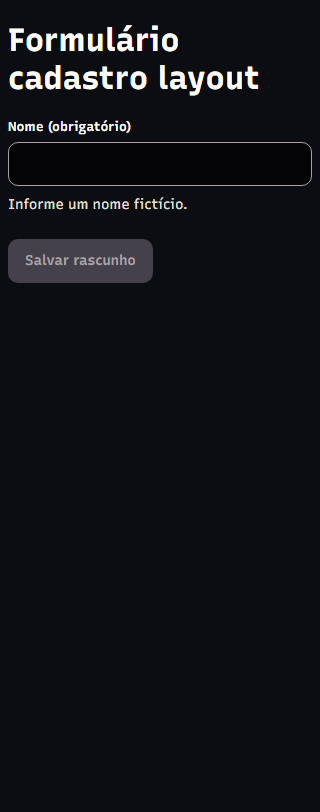 Formulário
cadastro layout
Nome (obrigatório)
Informe um nome fictício.
Salvar rascunho